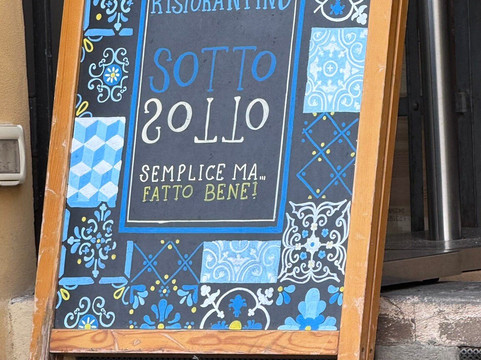 RISTORANTINO
SOTTO
SOTTO
SEMPLICE MA...
FATTO BENE!